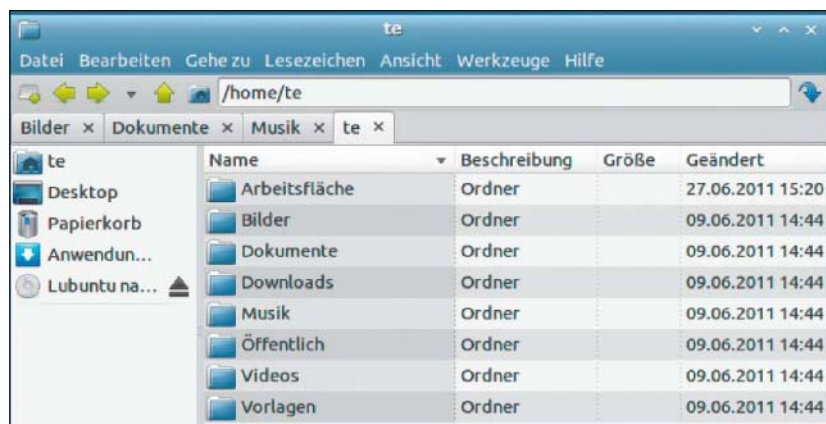 te
Datei Bearbeiten Gehe zu Lesezeichen Ansicht Werkzeuge Hilfe
/home/te
Bilder × Dokumente × Musik × te ×
te
Desktop
Papierkorb
Anwendun...
Lubuntu na...
Name Beschreibung Größe Geändert
Arbeitsfläche Ordner 27.06.2011 15:20
Bilder Ordner 09.06.2011 14:44
Dokumente Ordner 09.06.2011 14:44
Downloads Ordner 09.06.2011 14:44
Musik Ordner 09.06.2011 14:44
Öffentlich Ordner 09.06.2011 14:44
Videos Ordner 09.06.2011 14:44
Vorlagen Ordner 09.06.2011 14:44